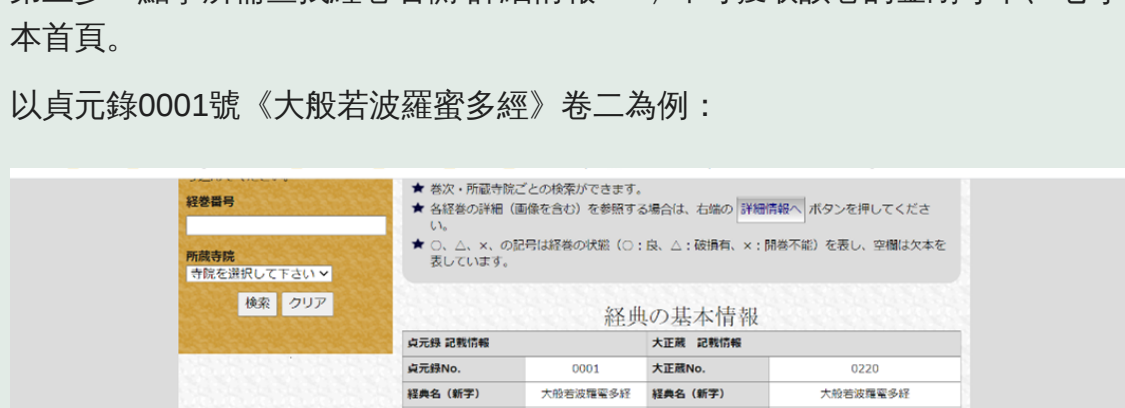 本首頁。
以貞元錄0001號《大般若波羅蜜多經》卷二為例：
経巻番号
所蔵寺院
寺院を選択して下さい
検索 クリア
★ 巻次・所蔵寺院ごとの検索ができます。
★ 各経巻の詳細（画像を含む）を参照する場合は、右端の 詳細情報へ ボタンを押してくださ
い。
★ ○、△、×、の記号は経巻の状態（○：良、△：破損有、×：開巻不能）を表し、空欄は欠本を
表しています。
経典の基本情報
貞元録 記載情報 大正蔵 記載情報
貞元録No. 0001 大正蔵No. 0220
経典名（新字） 大般若波羅蜜多経 経典名（新字） 大般若波羅蜜多経